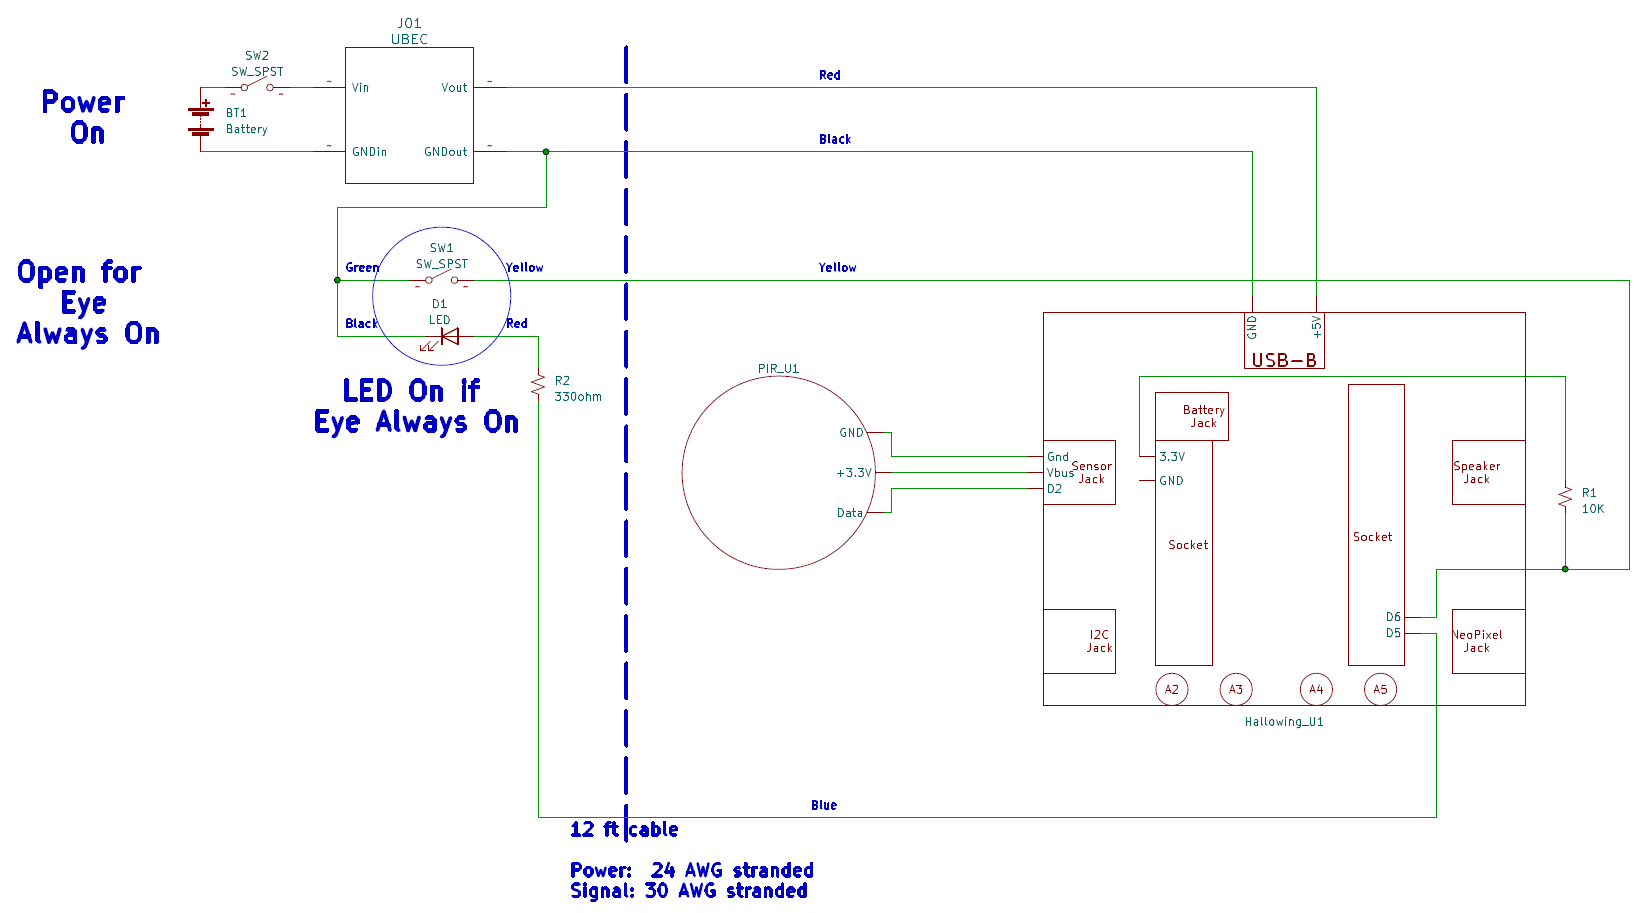 J01
UBEC
SW2
SW_SPST
~
~
~
~
~
~
Vin
Vout
GNDin
GNDout
+
BT1
Battery
Power
On
Red
Black
Open for
Eye
Always On
SW1
SW_SPST
~
~
Green
Yellow
Yellow
D1
LED
Black
Red
LED On if
Eye Always On
R2
330ohm
PIR_U1
GND
+3.3V
Data
GND
+5V
USB-B
Battery
Jack
Gnd
Vbus
D2
Sensor
Jack
3.3V
GND
Socket
Socket
Speaker
Jack
R1
10K
D6
D5
I2C
Jack
NeoPixel
Jack
A2
A3
A4
A5
Hallowing_U1
Blue
12 ft cable
Power: 24 AWG stranded
Signal: 30 AWG stranded